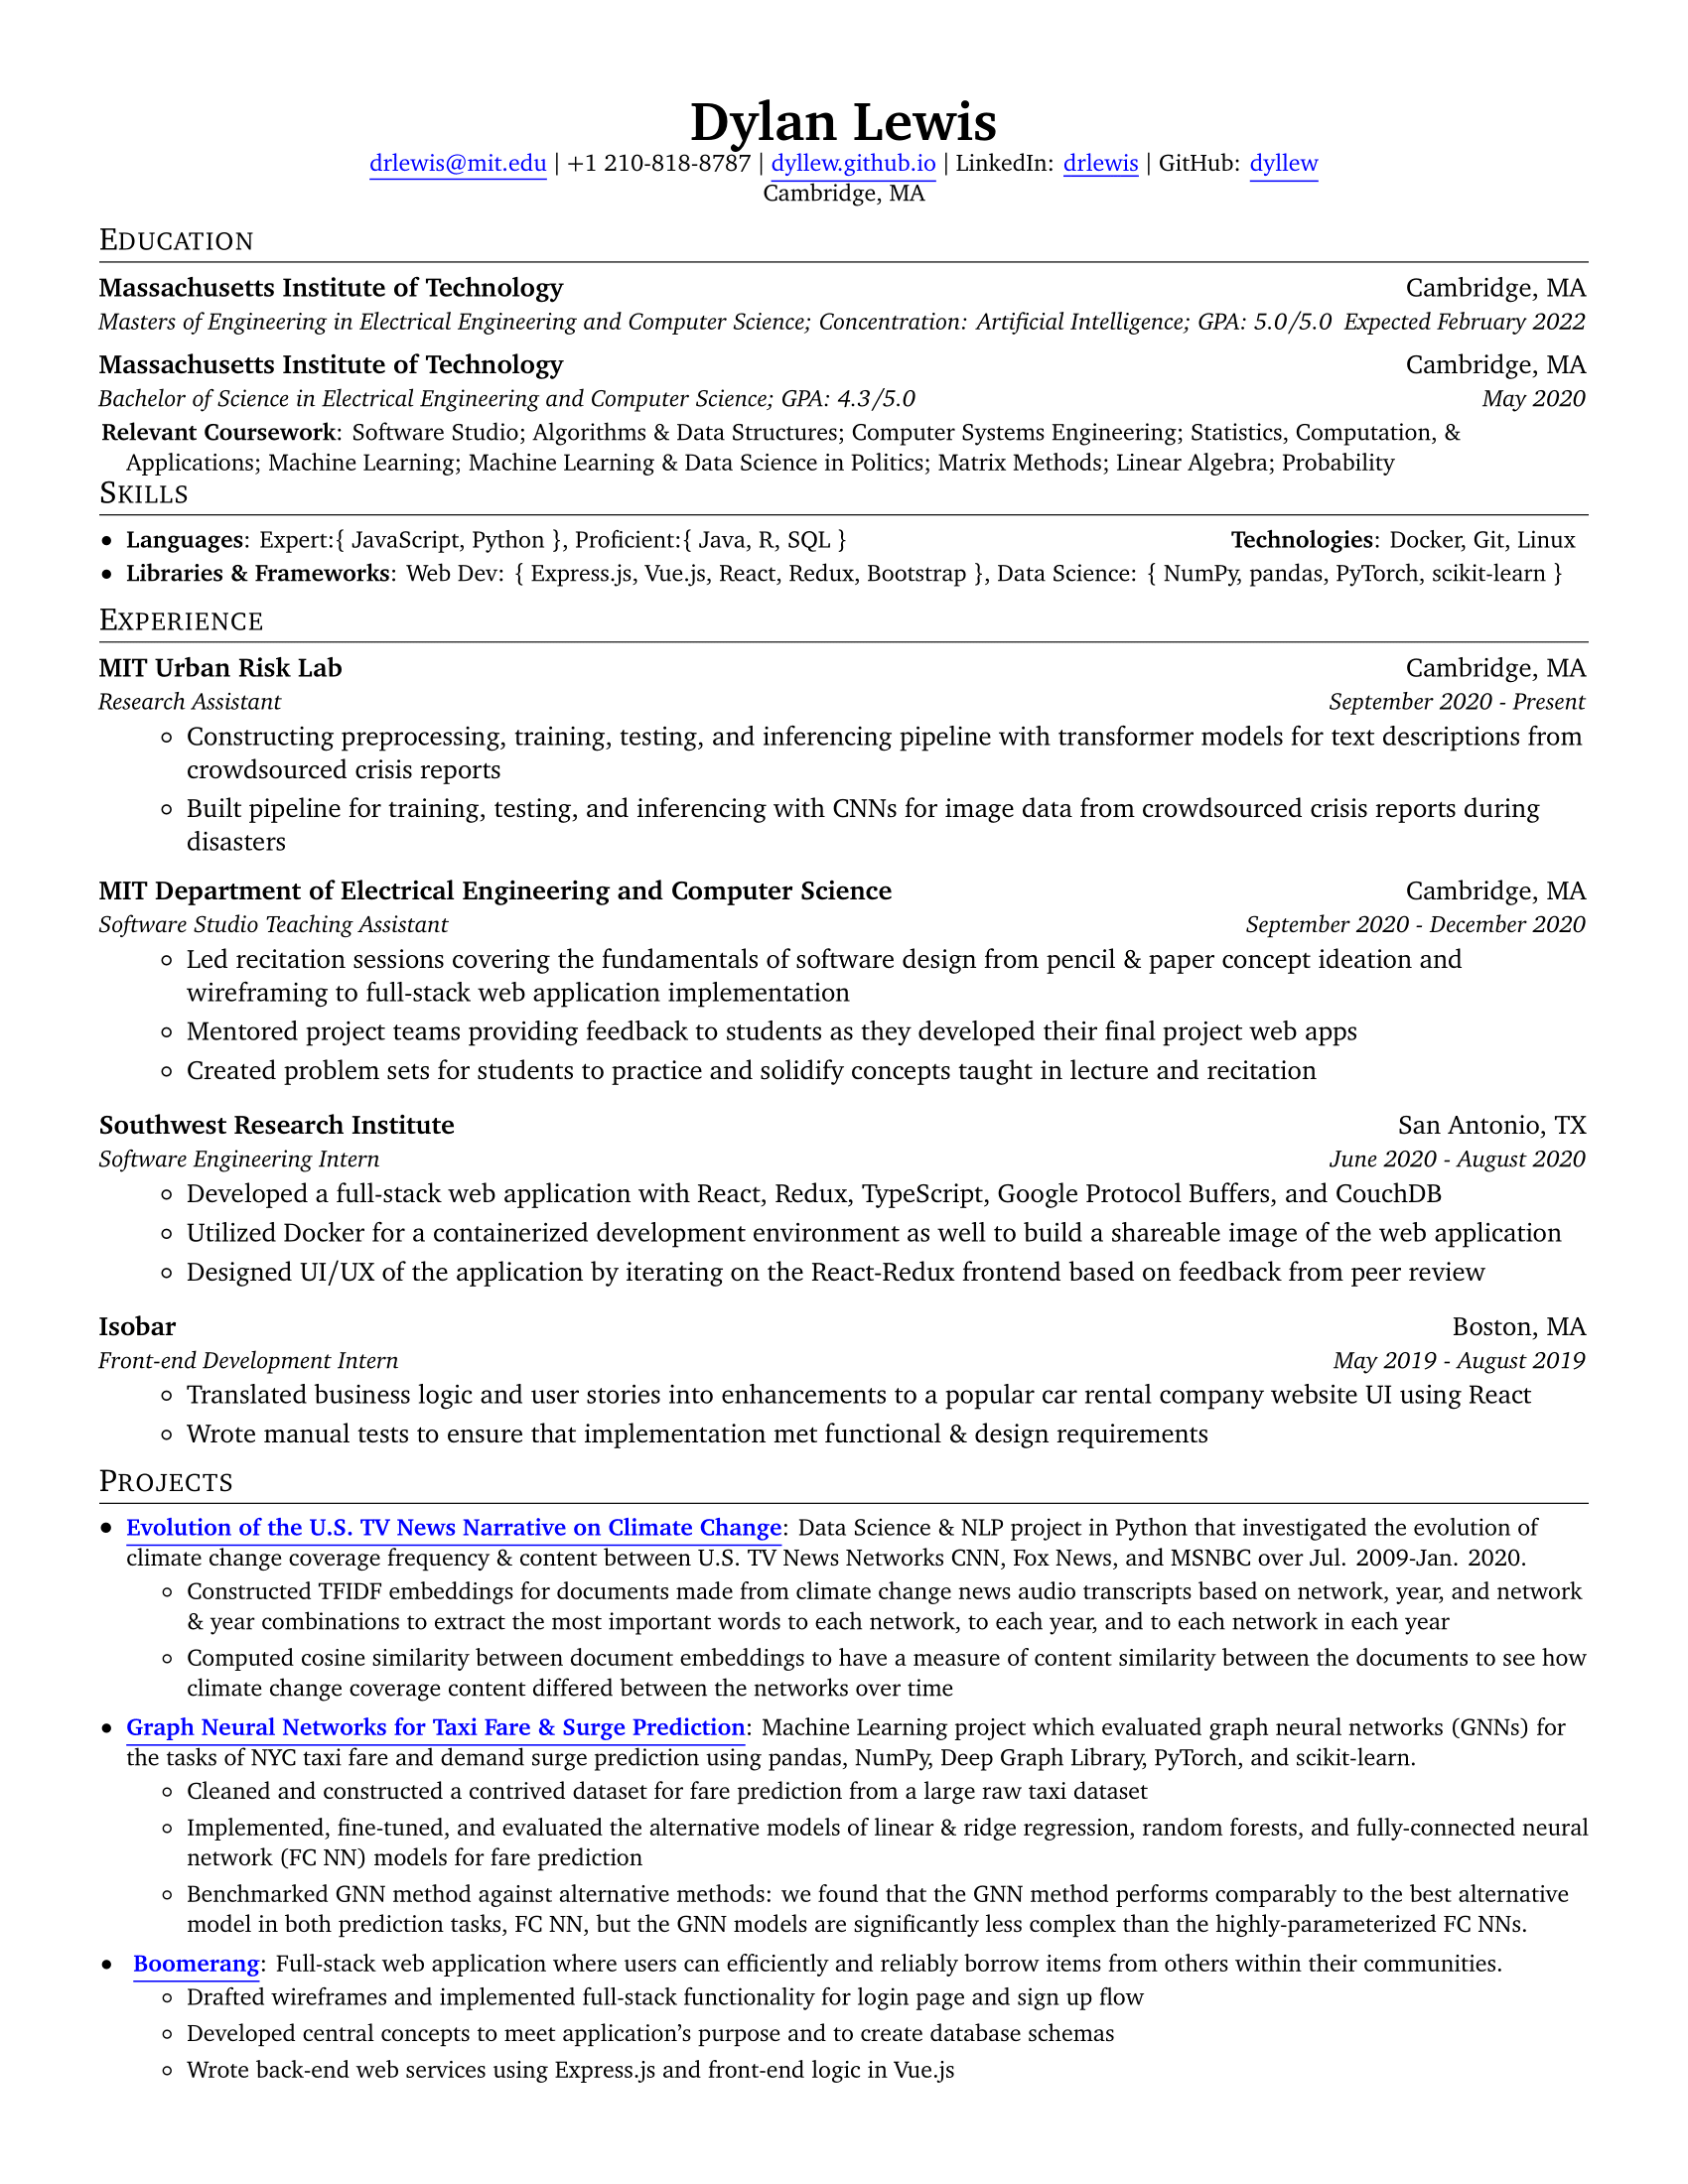 Dylan Lewis
drlewis@mit.edu | +1 210-818-8787 | dyllew.github.io | LinkedIn: drlewis | GitHub: dyllew
Cambridge, MA
EDUCATION
Massachusetts Institute of Technology Cambridge, MA
Masters of Engineering in Electrical Engineering and Computer Science; Concentration: Artificial Intelligence; GPA: 5.0/5.0 Expected February 2022
Massachusetts Institute of Technology Cambridge, MA
Bachelor of Science in Electrical Engineering and Computer Science; GPA: 4.3/5.0 May 2020
Relevant Coursework: Software Studio; Algorithms & Data Structures; Computer Systems Engineering; Statistics, Computation, &
Applications; Machine Learning; Machine Learning & Data Science in Politics; Matrix Methods; Linear Algebra; Probability
SKILLS
• Languages: Expert:{ JavaScript, Python }, Proficient:{ Java, R, SQL } Technologies: Docker, Git, Linux
• Libraries & Frameworks: Web Dev: { Express.js, Vue.js, React, Redux, Bootstrap }, Data Science: { NumPy, pandas, PyTorch, scikit-learn }
EXPERIENCE
MIT Urban Risk Lab Cambridge, MA
Research Assistant September 2020 - Present
◦ Constructing preprocessing, training, testing, and inferencing pipeline with transformer models for text descriptions from
crowdsourced crisis reports
◦ Built pipeline for training, testing, and inferencing with CNNs for image data from crowdsourced crisis reports during
disasters
MIT Department of Electrical Engineering and Computer Science Cambridge, MA
Software Studio Teaching Assistant September 2020 - December 2020
◦ Led recitation sessions covering the fundamentals of software design from pencil & paper concept ideation and
wireframing to full-stack web application implementation
◦ Mentored project teams providing feedback to students as they developed their final project web apps
◦ Created problem sets for students to practice and solidify concepts taught in lecture and recitation
Southwest Research Institute San Antonio, TX
Software Engineering Intern June 2020 - August 2020
◦ Developed a full-stack web application with React, Redux, TypeScript, Google Protocol Buffers, and CouchDB
◦ Utilized Docker for a containerized development environment as well to build a shareable image of the web application
◦ Designed UI/UX of the application by iterating on the React-Redux frontend based on feedback from peer review
Isobar Boston, MA
Front-end Development Intern May 2019 - August 2019
◦ Translated business logic and user stories into enhancements to a popular car rental company website UI using React
◦ Wrote manual tests to ensure that implementation met functional & design requirements
PROJECTS
• Evolution of the U.S. TV News Narrative on Climate Change: Data Science & NLP project in Python that investigated the evolution of
climate change coverage frequency & content between U.S. TV News Networks CNN, Fox News, and MSNBC over Jul. 2009-Jan. 2020.
◦ Constructed TFIDF embeddings for documents made from climate change news audio transcripts based on network, year, and network
& year combinations to extract the most important words to each network, to each year, and to each network in each year
◦ Computed cosine similarity between document embeddings to have a measure of content similarity between the documents to see how
climate change coverage content differed between the networks over time
• Graph Neural Networks for Taxi Fare & Surge Prediction: Machine Learning project which evaluated graph neural networks (GNNs) for
the tasks of NYC taxi fare and demand surge prediction using pandas, NumPy, Deep Graph Library, PyTorch, and scikit-learn.
◦ Cleaned and constructed a contrived dataset for fare prediction from a large raw taxi dataset
◦ Implemented, fine-tuned, and evaluated the alternative models of linear & ridge regression, random forests, and fully-connected neural
network (FC NN) models for fare prediction
◦ Benchmarked GNN method against alternative methods: we found that the GNN method performs comparably to the best alternative
model in both prediction tasks, FC NN, but the GNN models are significantly less complex than the highly-parameterized FC NNs.
• Boomerang: Full-stack web application where users can efficiently and reliably borrow items from others within their communities.
◦ Drafted wireframes and implemented full-stack functionality for login page and sign up flow
◦ Developed central concepts to meet application's purpose and to create database schemas
◦ Wrote back-end web services using Express.js and front-end logic in Vue.js